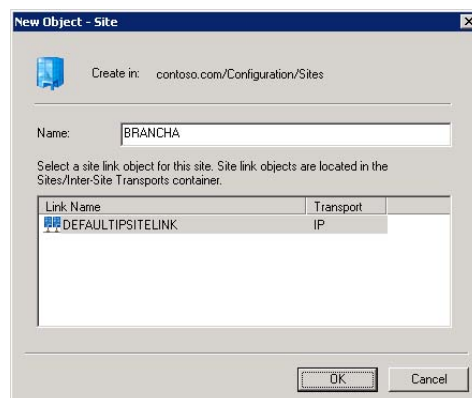 New Object - Site
Create in: contoso.com/Configuration/Sites
Name: BRANCHA
Select a site link object for this site. Site link objects are located in the
Sites/Inter-Site Transports container.
Link Name Transport
DEFAULTIPSITELINK IP
OK Cancel